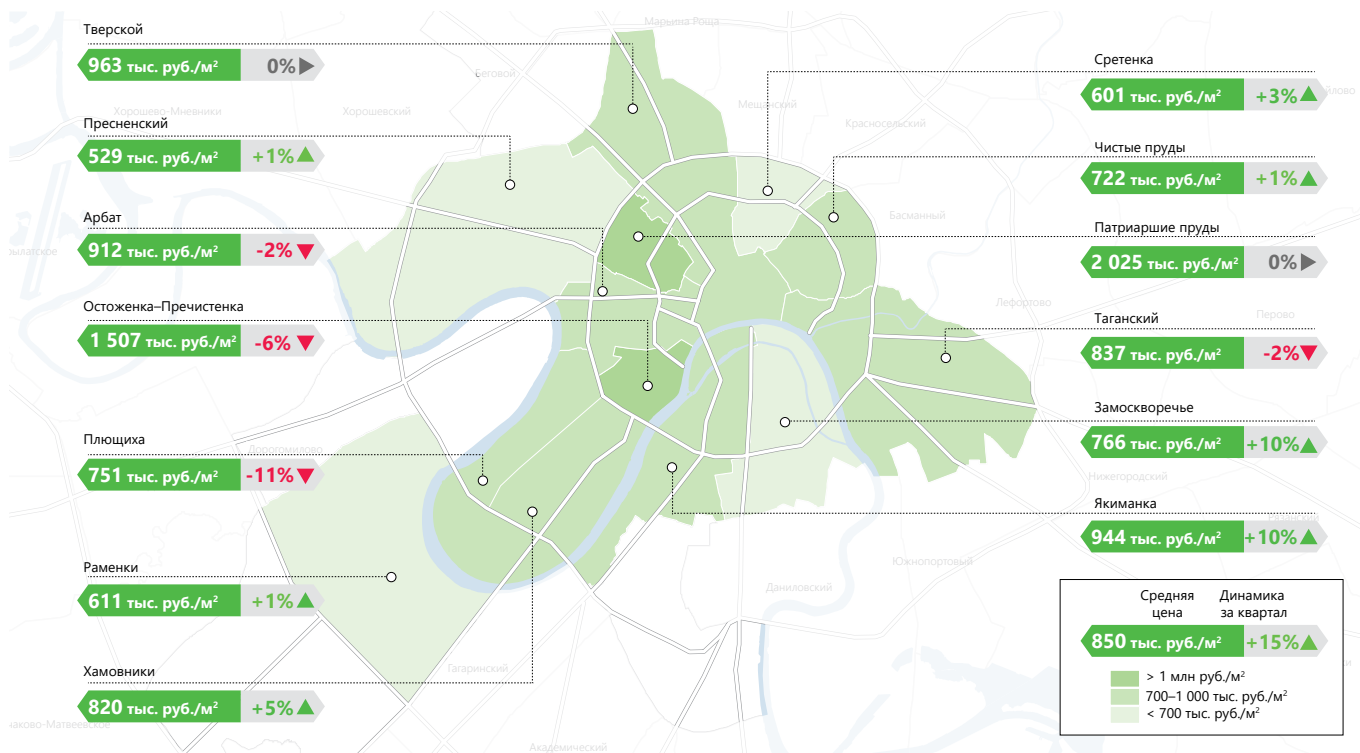 Тверской
963 тыс. руб./м²
0%
Пресненский
529 тыс. руб./м²
+1%
Арбат
912 тыс. руб./м²
-2%
Остоженка–Пречистенка
1 507 тыс. руб./м²
-6%
Плющиха
751 тыс. руб./м²
-11%
Раменки
611 тыс. руб./м²
+1%
Хамовники
820 тыс. руб./м²
+5%
Марьина Роща
Беговой
Хорошево-Мневники
Хорошевский
Мещанский
Красносельский
Басманный
Лефортово
Перово
Дорогомилово
Нижегородский
Южнопортовый
Даниловский
Гагаринский
Академический
Сретенка
601 тыс. руб./м²
+3%
Чистые пруды
722 тыс. руб./м²
+1%
Патриаршие пруды
2 025 тыс. руб./м²
0%
Таганский
837 тыс. руб./м²
-2%
Замоскворечье
766 тыс. руб./м²
+10%
Якиманка
944 тыс. руб./м²
+10%
Средняя
цена
Динамика
за квартал
850 тыс. руб./м²
+15%
> 1 млн руб./м²
700–1 000 тыс. руб./м²
< 700 тыс. руб./м²